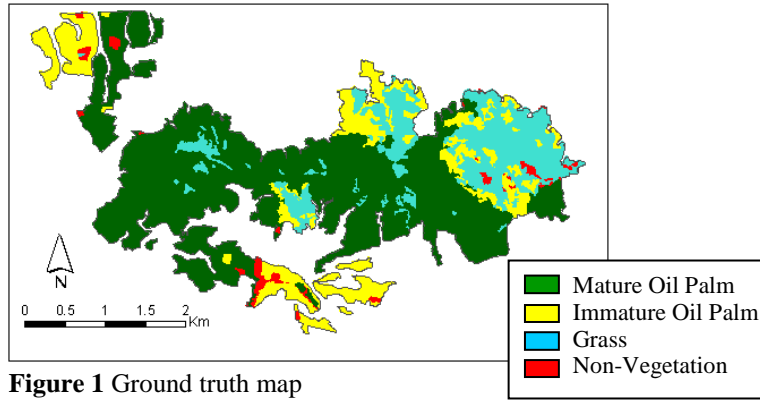 N
0 0.5 1 1.5 2
Km
Mature Oil Palm
Immature Oil Palm
Grass
Non-Vegetation
Figure 1 Ground truth map